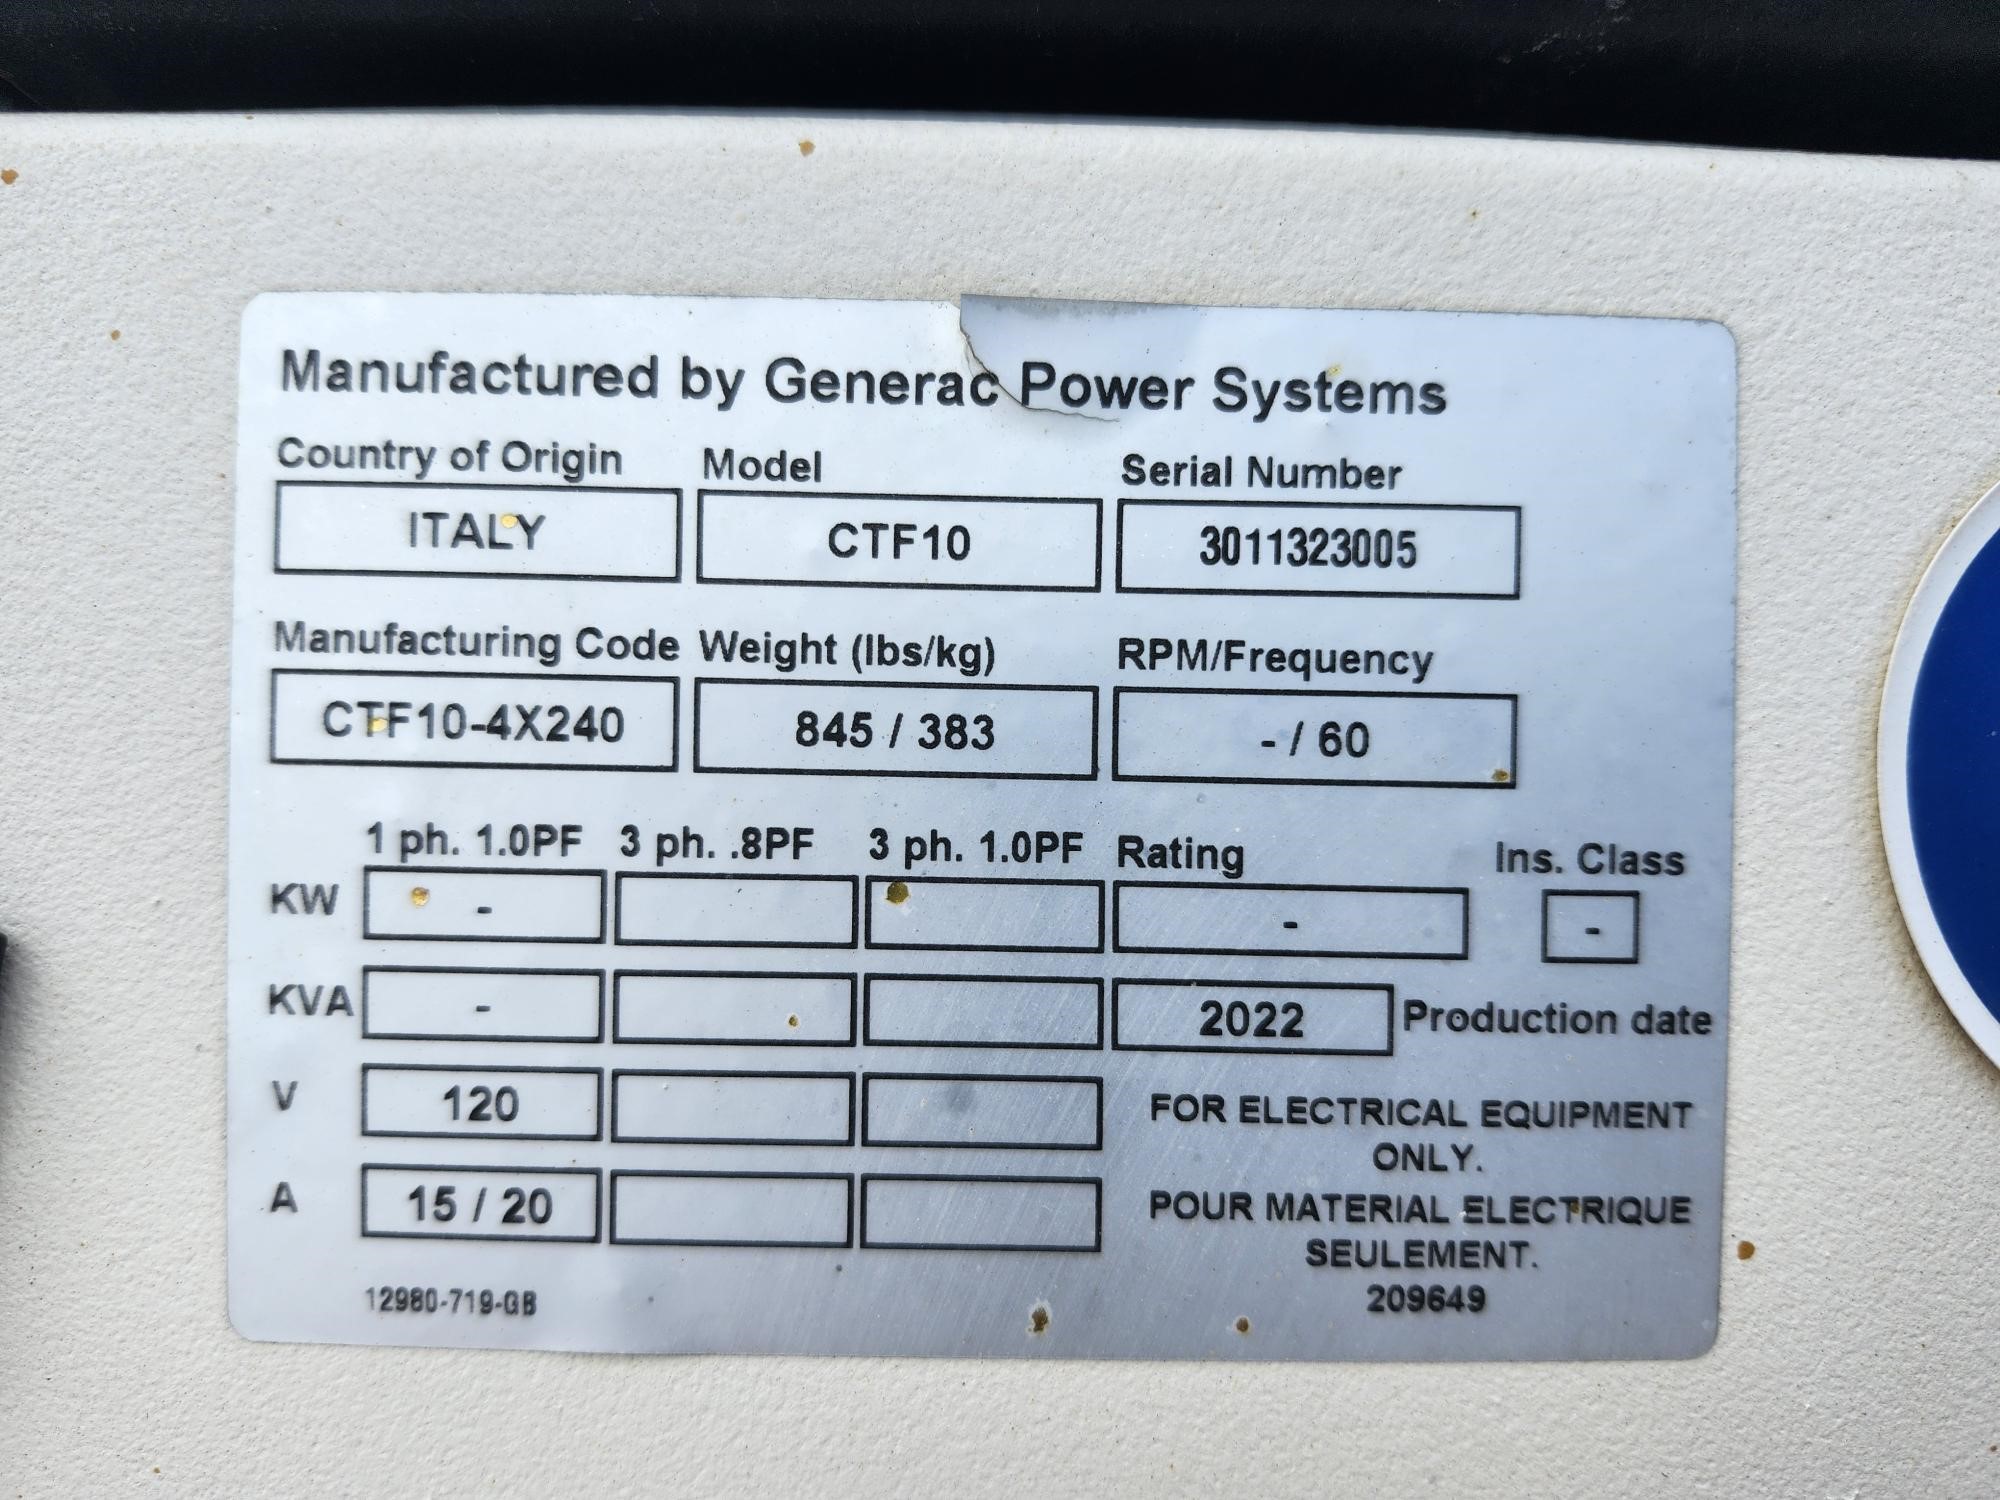 Manufactured by Generac Power Systems
Country of Origin Model Serial Number
ITALY CTF10 3011323005
Manufacturing Code Weight (lbs/kg) RPM/Frequency
CTF10-4X240 845 / 383 - / 60
1 ph. 1.0PF 3 ph. .8PF 3 ph. 1.0PF Rating Ins. Class
KW - - -
KVA - 2022 Production date
V 120
FOR ELECTRICAL EQUIPMENT
ONLY.
A 15 / 20
POUR MATERIAL ELECTRIQUE
SEULEMENT.
12980-719-GB 209649